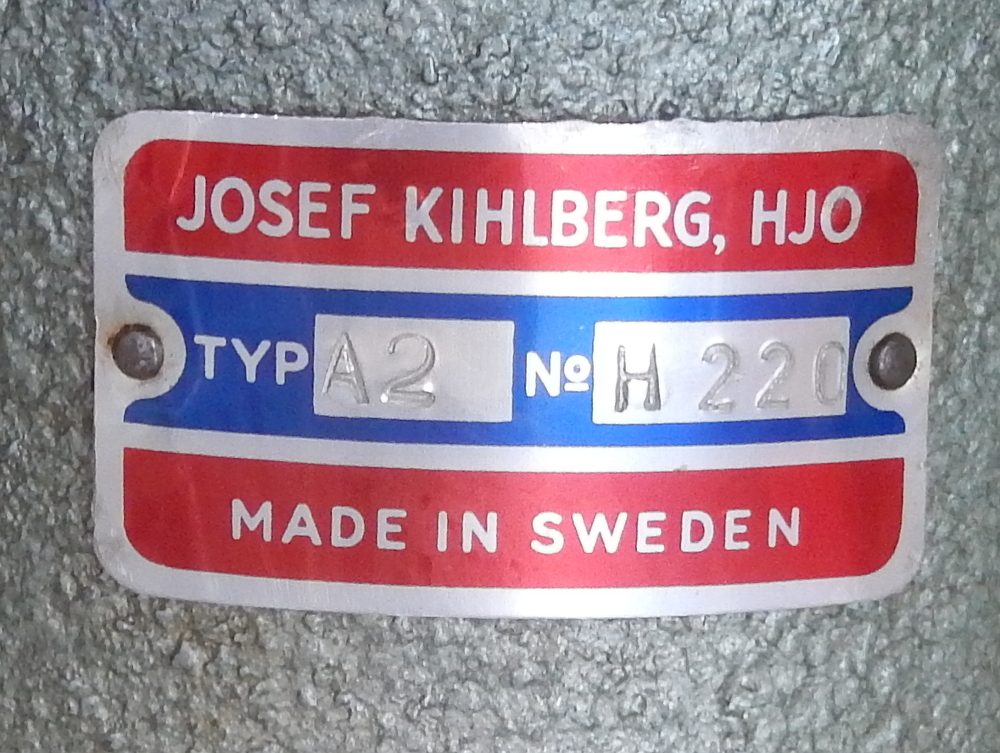 JOSEF KIHLBERG, HJO
TYP A2 Nº H 220
MADE IN SWEDEN